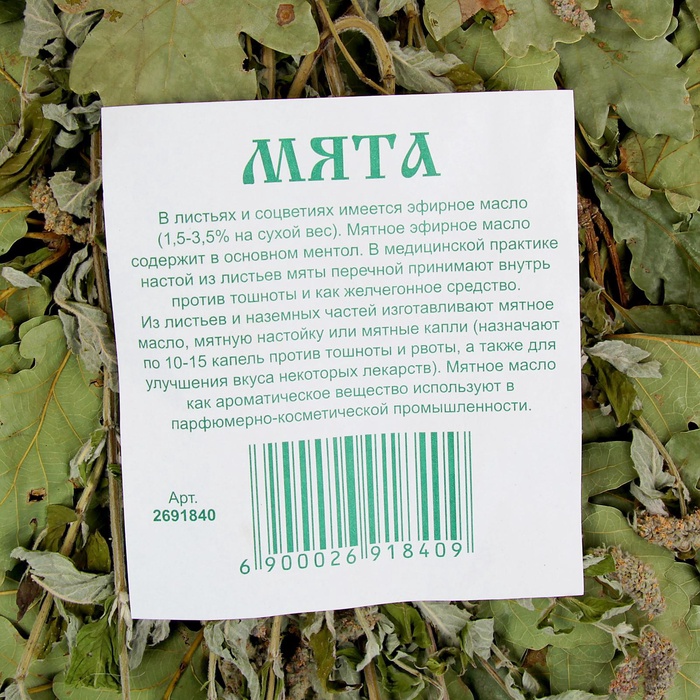 МЯТА
В листьях и соцветиях имеется эфирное масло
(1,5-3,5% на сухой вес). Мятное эфирное масло
содержит в основном ментол. В медицинской практике
настой из листьев мяты перечной принимают внутрь
против тошноты и как желчегонное средство.
Из листьев и наземных частей изготавливают мятное
масло, мятную настойку или мятные капли (назначают
по 10-15 капель против тошноты и рвоты, а также для
улучшения вкуса некоторых лекарств). Мятное масло
как ароматическое вещество используют в
парфюмерно-косметической промышленности.
Арт.
2691840
6 900026 918409